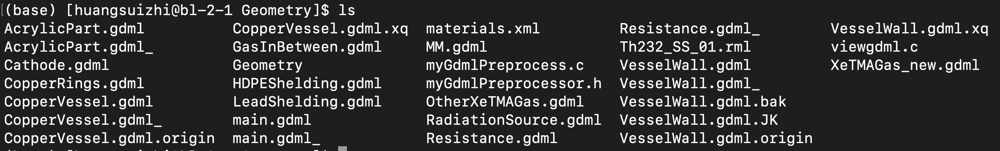 (base) [huangsuizhi@bl-2-1 Geometry]$ ls
AcrylicPart.gdml CopperVessel.gdml.xq materials.xml Resistance.gdml_ VesselWall.gdml.xq
AcrylicPart.gdml_ GasInBetween.gdml MM.gdml Th232_SS_01.rml viewgdml.c
Cathode.gdml Geometry myGdmlPreprocess.c VesselWall.gdml XeTMAGas_new.gdml
CopperRings.gdml HDPEShelding.gdml myGdmlPreprocessor.h VesselWall.gdml_
CopperVessel.gdml LeadShelding.gdml OtherXeTMAGas.gdml VesselWall.gdml.bak
CopperVessel.gdml_ main.gdml RadiationSource.gdml VesselWall.gdml.JK
CopperVessel.gdml.origin main.gdml_ Resistance.gdml VesselWall.gdml.origin